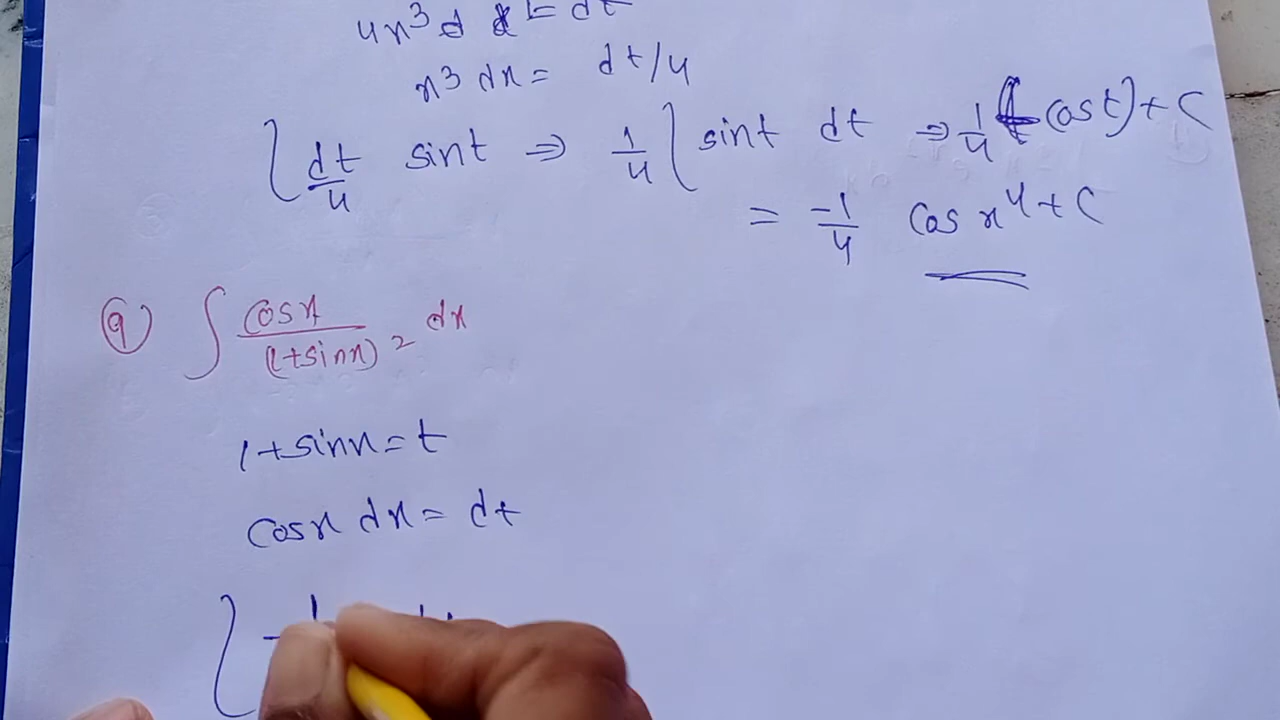 4x³ dx = dt
x³ dx = dt/4
∫ dt/4 sint ⇒ 1/4 ∫ sint dt ⇒ 1/4 (-cost) + C
= -1/4 cos x⁴ + C
9 ∫ cosx/(1+sinx)² dx
1+sinx = t
cosx dx = dt
∫ 1